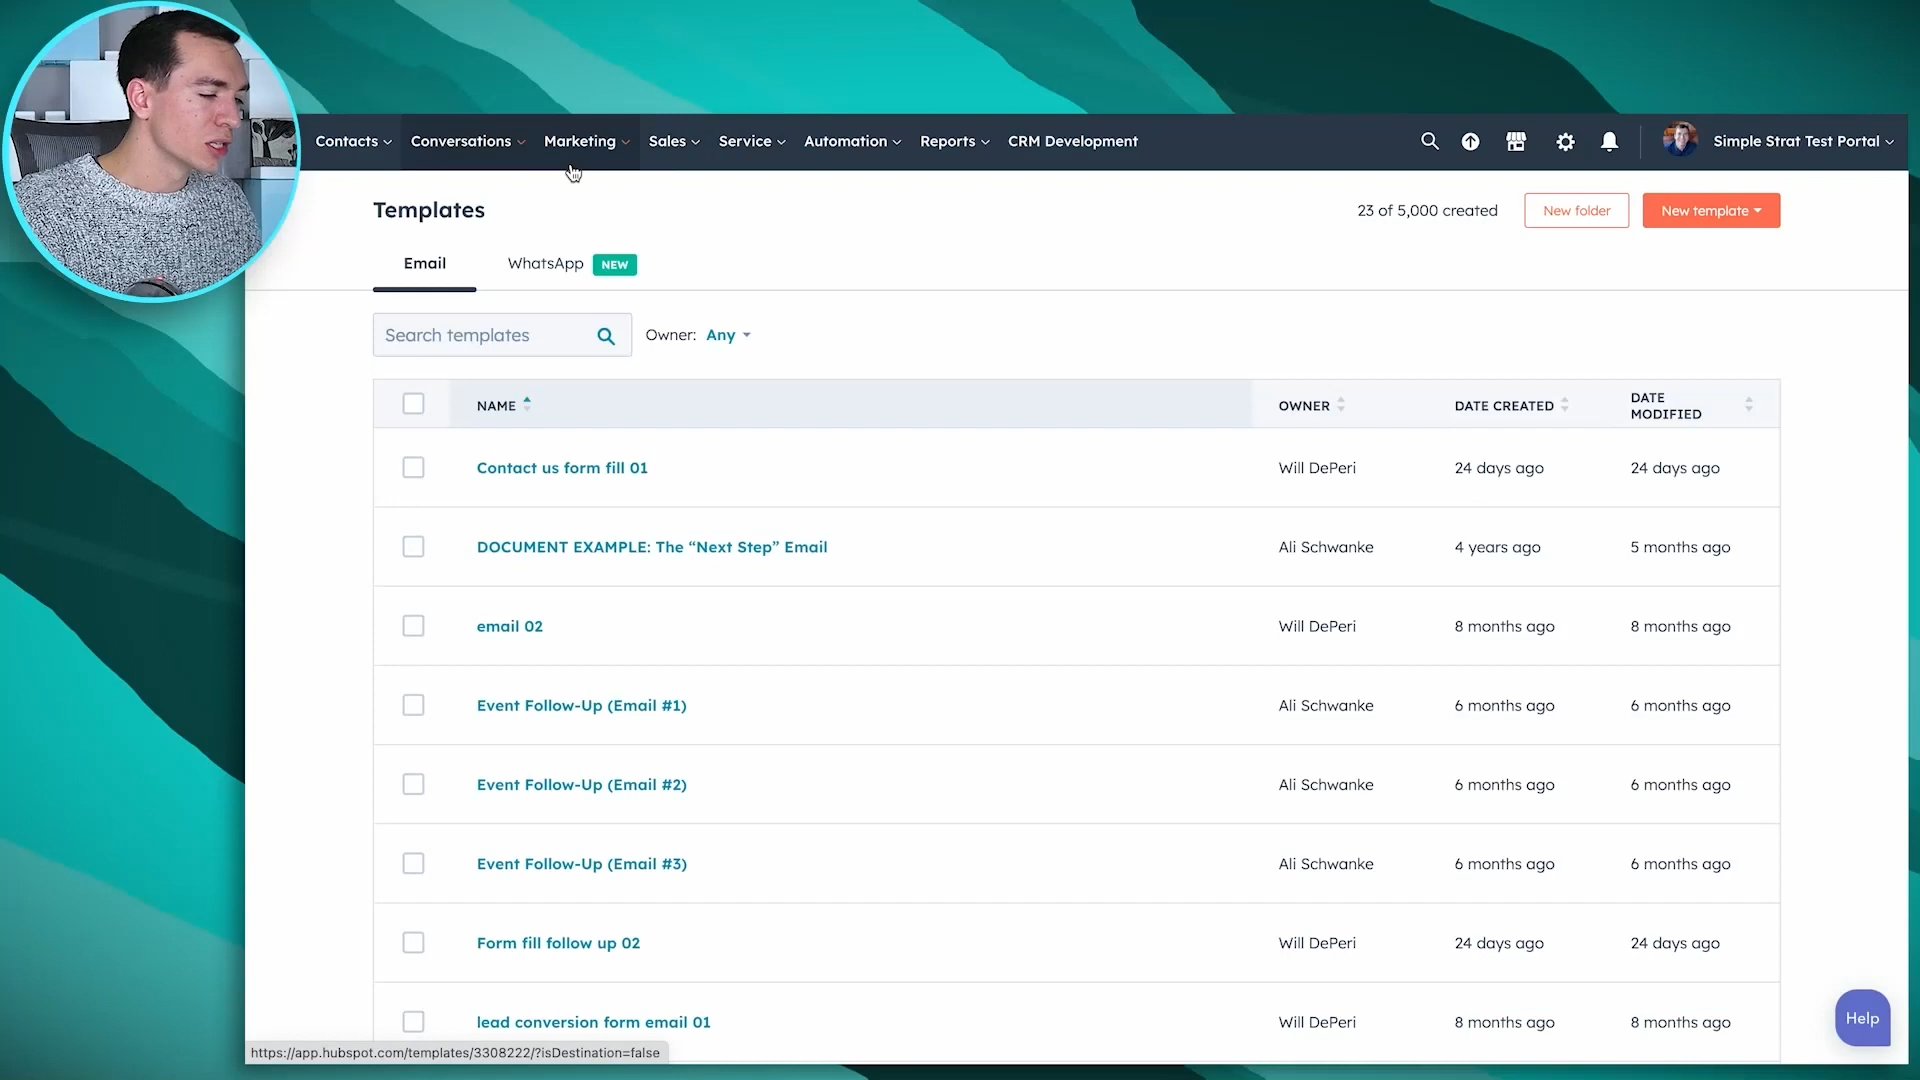 Contacts Conversations Marketing Sales Service Automation Reports CRM Development Simple Strat Test Portal
Templates 23 of 5,000 created New folder New template
Email WhatsApp NEW
Search templates Owner: Any
NAME OWNER DATE CREATED DATE MODIFIED
Contact us form fill 01 Will DePeri 24 days ago 24 days ago
DOCUMENT EXAMPLE: The “Next Step” Email Ali Schwanke 4 years ago 5 months ago
email 02 Will DePeri 8 months ago 8 months ago
Event Follow-Up (Email #1) Ali Schwanke 6 months ago 6 months ago
Event Follow-Up (Email #2) Ali Schwanke 6 months ago 6 months ago
Event Follow-Up (Email #3) Ali Schwanke 6 months ago 6 months ago
Form fill follow up 02 Will DePeri 24 days ago 24 days ago
lead conversion form email 01 Will DePeri 8 months ago 8 months ago
Help
https://app.hubspot.com/templates/3308222/?isDestination=false